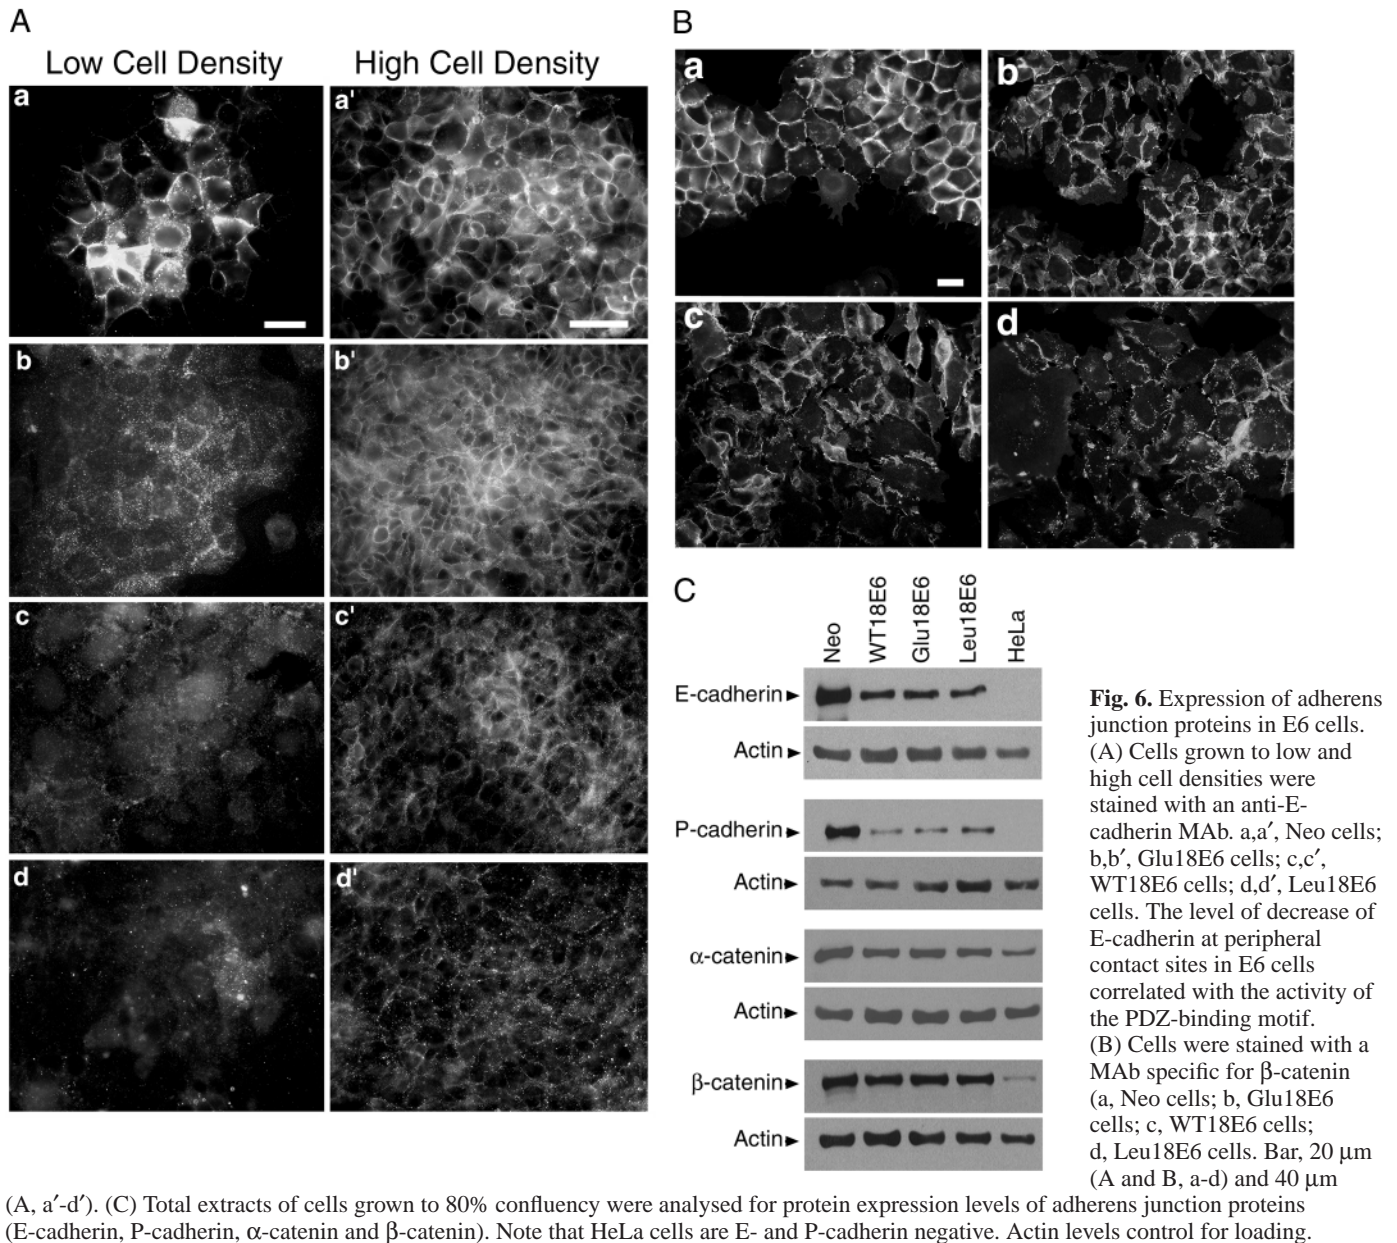 A
Low Cell Density
High Cell Density
a
a'
b
b'
c
c'
d
d'
B
a
b
c
d
C
Neo
WT18E6
Glu18E6
Leu18E6
HeLa
E-cadherin
Actin
P-cadherin
Actin
α-catenin
Actin
β-catenin
Actin
Fig. 6. Expression of adherens
junction proteins in E6 cells.
(A) Cells grown to low and
high cell densities were
stained with an anti-E-
cadherin MAb. a,a′, Neo cells;
b,b′, Glu18E6 cells; c,c′,
WT18E6 cells; d,d′, Leu18E6
cells. The level of decrease of
E-cadherin at peripheral
contact sites in E6 cells
correlated with the activity of
the PDZ-binding motif.
(B) Cells were stained with a
MAb specific for β-catenin
(a, Neo cells; b, Glu18E6
cells; c, WT18E6 cells;
d, Leu18E6 cells. Bar, 20 μm
(A and B, a-d) and 40 μm
(A, a′-d′). (C) Total extracts of cells grown to 80% confluency were analysed for protein expression levels of adherens junction proteins
(E-cadherin, P-cadherin, α-catenin and β-catenin). Note that HeLa cells are E- and P-cadherin negative. Actin levels control for loading.